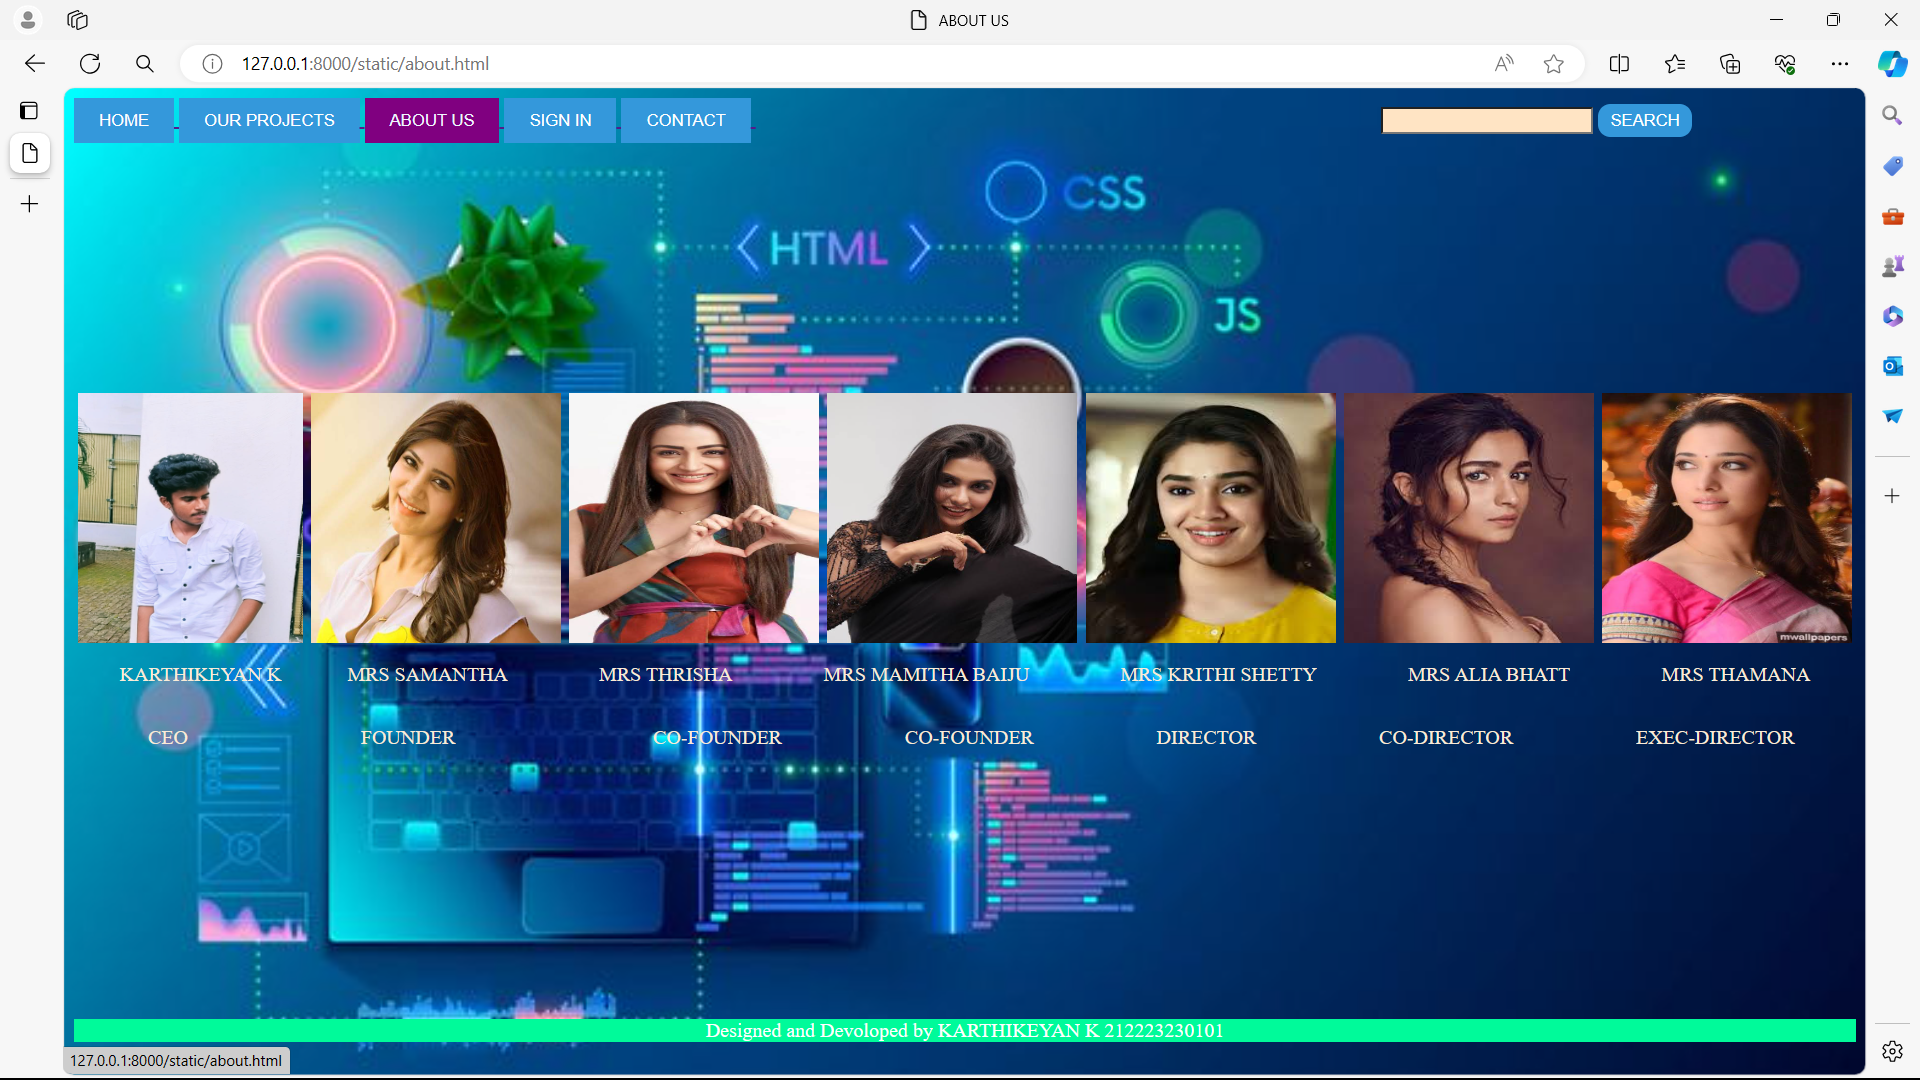 ABOUT US
127.0.0.1:8000/static/about.html
HOME OUR PROJECTS ABOUT US SIGN IN CONTACT SEARCH
CSS
HTML
JS
mwallpapers
KARTHIKEYAN K MRS SAMANTHA MRS THRISHA MRS MAMITHA BAIJU MRS KRITHI SHETTY MRS ALIA BHATT MRS THAMANA
CEO FOUNDER CO-FOUNDER CO-FOUNDER DIRECTOR CO-DIRECTOR EXEC-DIRECTOR
Designed and Devoloped by KARTHIKEYAN K 212223230101
127.0.0.1:8000/static/about.html